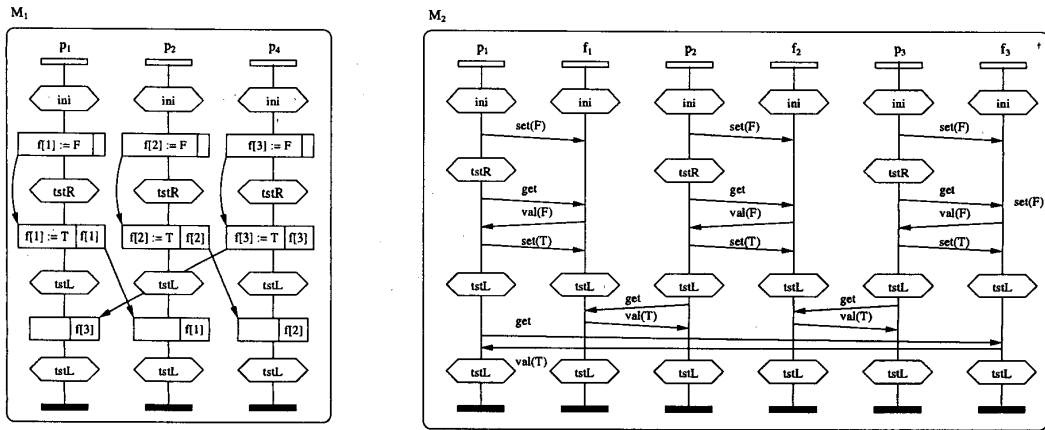 M₁
p₁ p₂ p₄
ini ini ini
f[1] := F f[2] := F f[3] := F
tstR tstR tstR
f[1] := T f[1] f[2] := T f[2] f[3] := T f[3]
tstL tstL tstL
f[3] f[1] f[2]
tstL tstL tstL
M₂
p₁ f₁ p₂ f₂ p₃ f₃
ini ini ini ini ini ini
set(F) set(F) set(F)
tstR tstR tstR
get get get
val(F) val(F) val(F) set(F)
set(T) set(T) set(T)
tstL tstL tstL tstL tstL tstL
get get
get val(T) val(T)
val(T)
tstL tstL tstL tstL tstL tstL